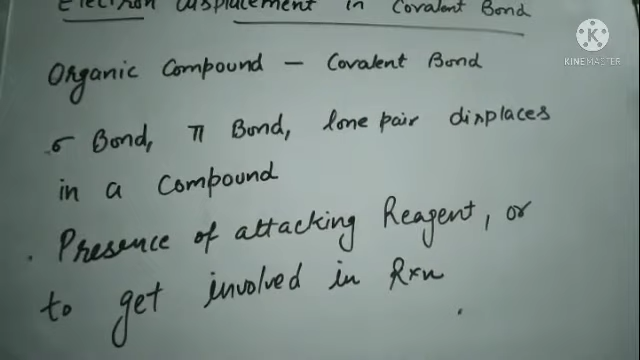 Electron displacement in Covalent Bond
Organic Compound – Covalent Bond
σ Bond, π Bond, lone pair displaces
in a Compound
. Presence of attacking Reagent, or
to get involved in Rxn
K
KINEMASTER